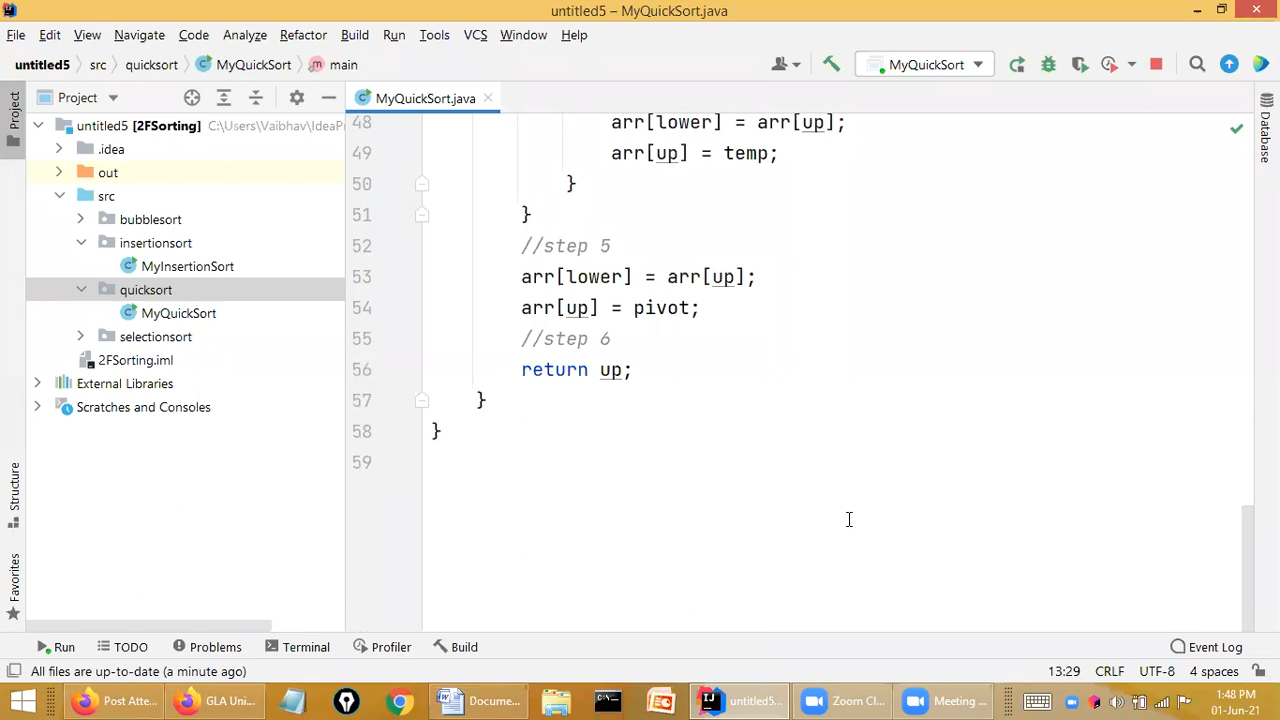 untitled5 – MyQuickSort.java
File Edit View Navigate Code Analyze Refactor Build Run Tools VCS Window Help
untitled5 src quicksort MyQuickSort main MyQuickSort
Project MyQuickSort.java
Project
Structure
Favorites
Database
untitled5 [2FSorting] C:\Users\Vaibhav\IdeaPr
.idea
out
src
bubblesort
insertionsort
MyInsertionSort
quicksort
MyQuickSort
selectionsort
2FSorting.iml
External Libraries
Scratches and Consoles
48 arr[lower] = arr[up];
49 arr[up] = temp;
50 }
51 }
52 //step 5
53 arr[lower] = arr[up];
54 arr[up] = pivot;
55 //step 6
56 return up;
57 }
58 }
59
Run TODO Problems Terminal Profiler Build Event Log
All files are up-to-date (a minute ago) 13:29 CRLF UTF-8 4 spaces
Post Atte... GLA Uni... Docume... untitled5... Zoom Cl... Meeting ... 1:48 PM
01-Jun-21